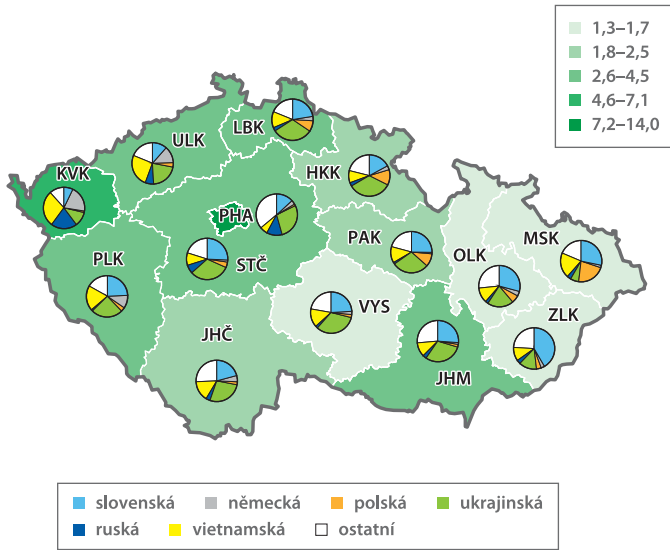 1,3–1,7
1,8–2,5
2,6–4,5
4,6–7,1
7,2–14,0
LBK
ULK
KVK
HKK
PHA
STČ
PAK
MSK
OLK
PLK
VYS
ZLK
JHČ
JHM
slovenská německá polská ukrajinská
ruská vietnamská ostatní